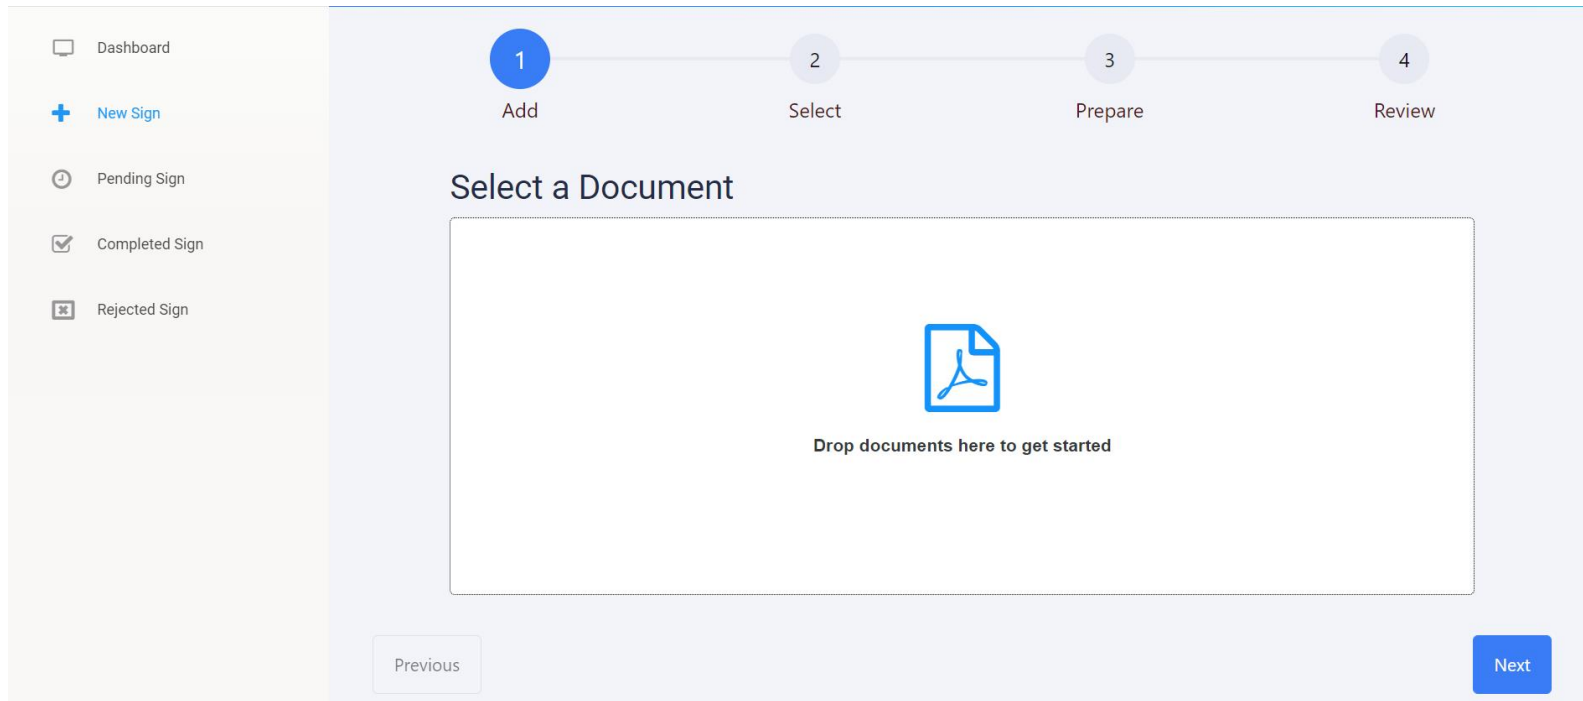 Dashboard
New Sign
Pending Sign
Completed Sign
Rejected Sign
1
Add
2
Select
3
Prepare
4
Review
Select a Document
Drop documents here to get started
Previous
Next